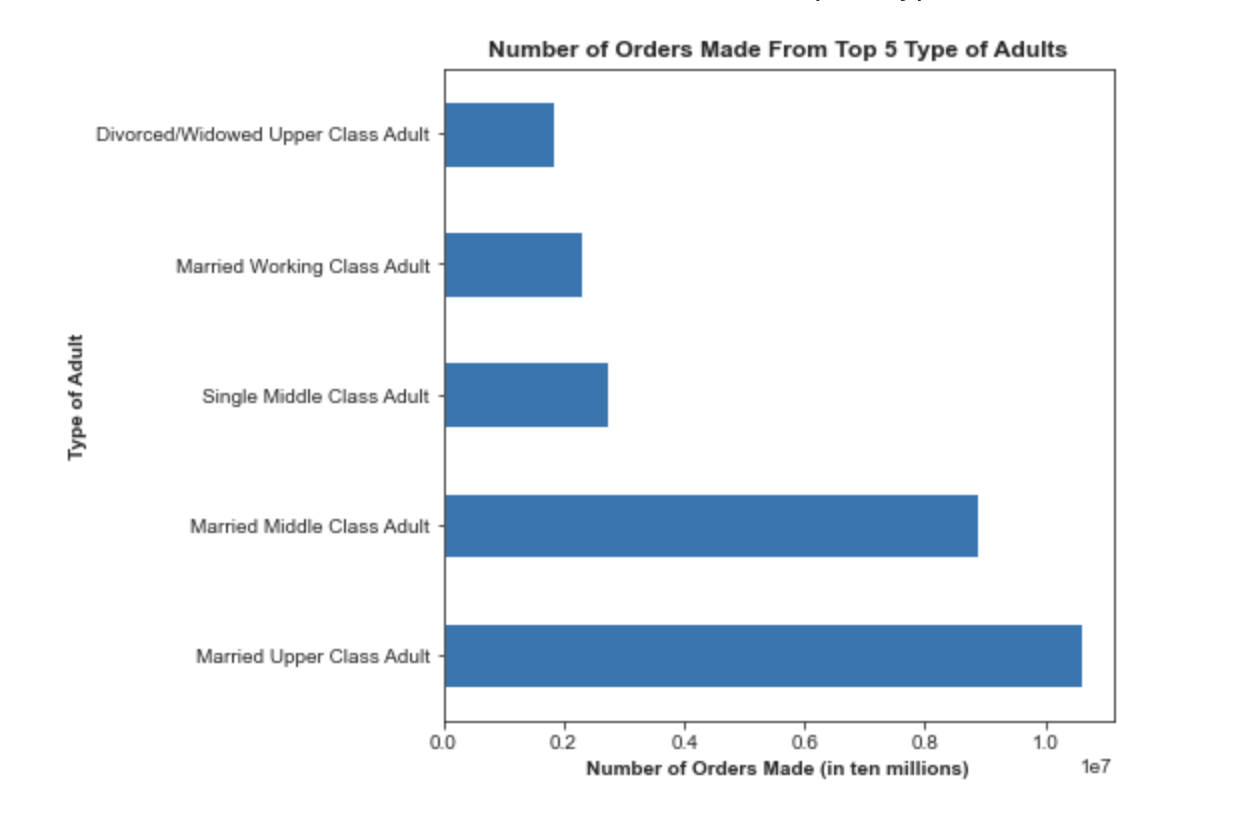 Number of Orders Made From Top 5 Type of Adults
Divorced/Widowed Upper Class Adult
Married Working Class Adult
Single Middle Class Adult
Married Middle Class Adult
Married Upper Class Adult
Type of Adult
0.0 0.2 0.4 0.6 0.8 1.0
Number of Orders Made (in ten millions)
1e7